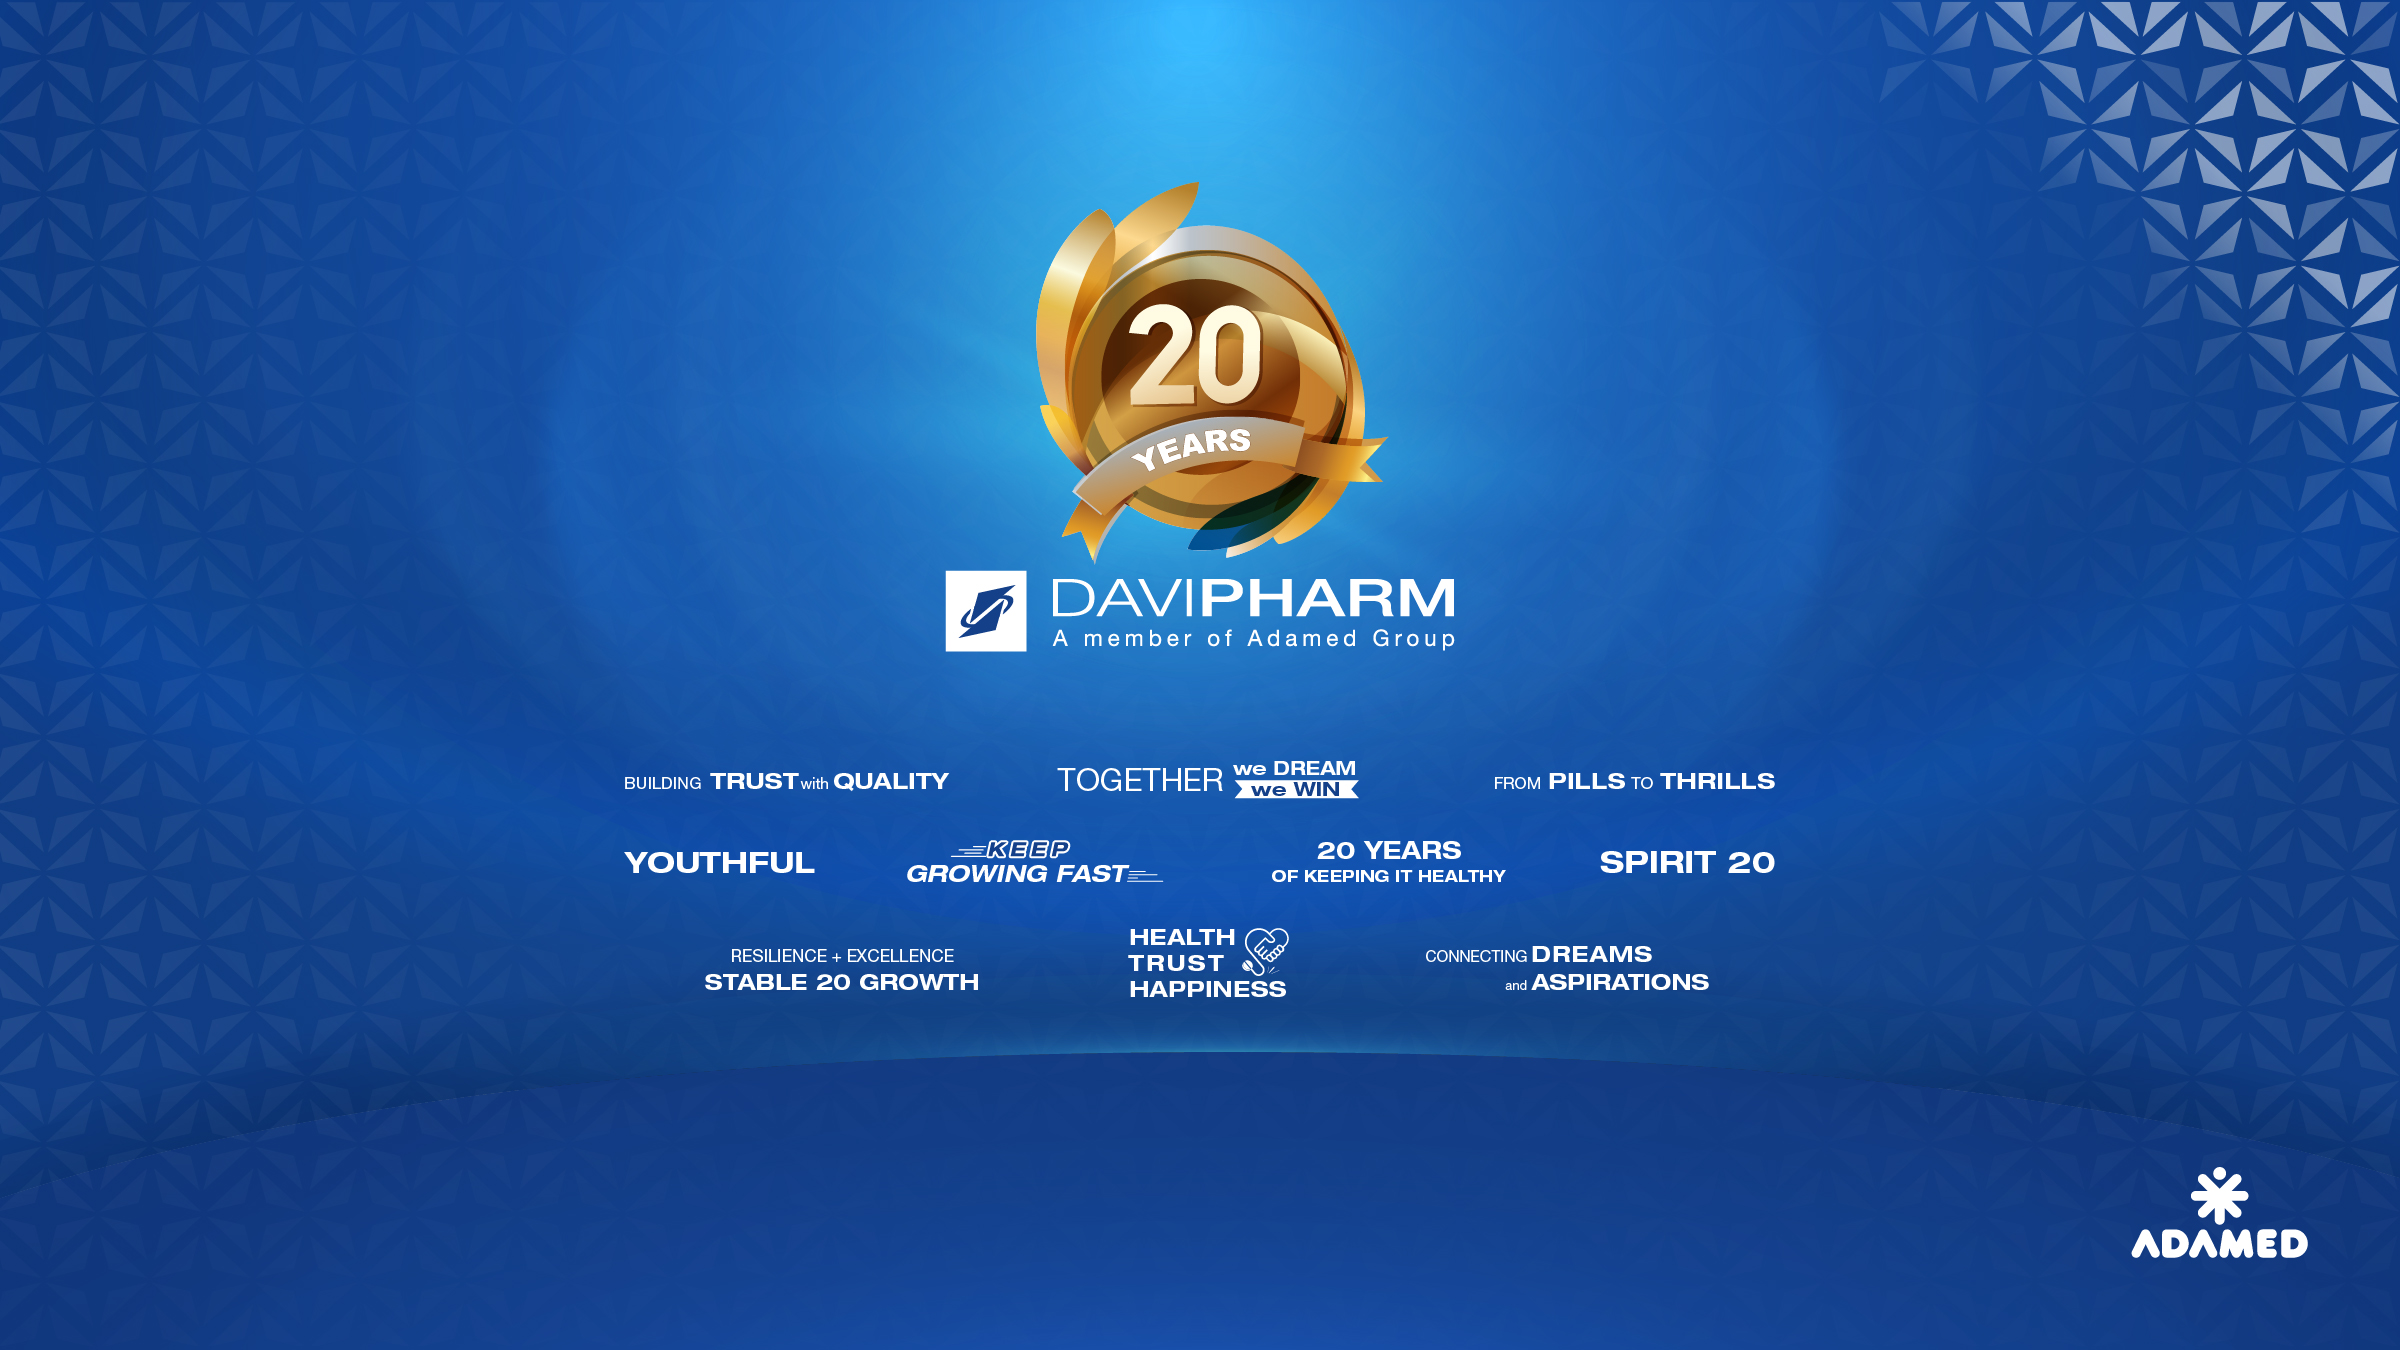 20
YEARS
DAVIPHARM
A member of Adamed Group
BUILDING TRUST with QUALITY
TOGETHER we DREAM
we WIN
FROM PILLS TO THRILLS
YOUTHFUL
KEEP
GROWING FAST
20 YEARS
OF KEEPING IT HEALTHY
SPIRIT 20
RESILIENCE + EXCELLENCE
STABLE 20 GROWTH
HEALTH
TRUST
HAPPINESS
CONNECTING DREAMS
and ASPIRATIONS
ADAMED